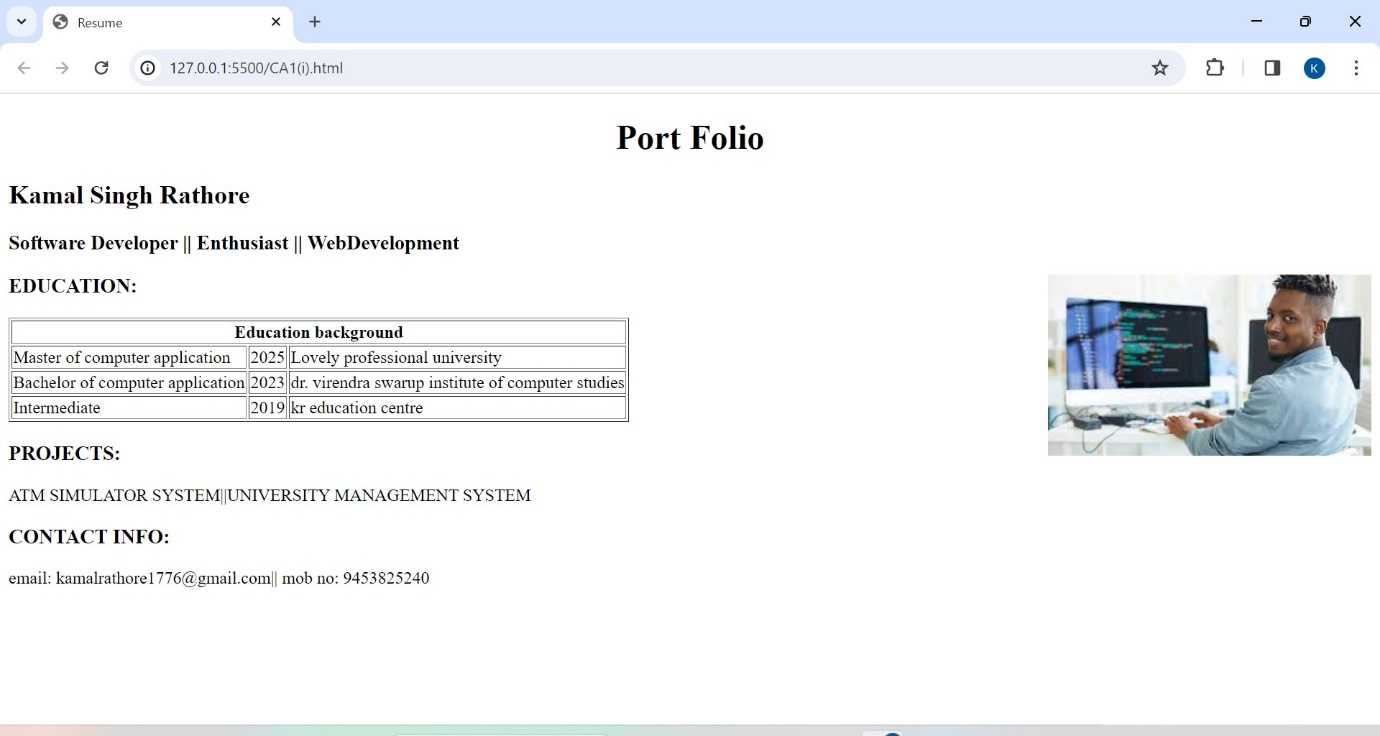 Resume
127.0.0.1:5500/CA1(i).html
K
Port Folio
Kamal Singh Rathore
Software Developer || Enthusiast || WebDevelopment
EDUCATION:
Education background
Master of computer application 2025 Lovely professional university
Bachelor of computer application 2023 dr. virendra swarup institute of computer studies
Intermediate 2019 kr education centre
PROJECTS:
ATM SIMULATOR SYSTEM||UNIVERSITY MANAGEMENT SYSTEM
CONTACT INFO:
email: kamalrathore1776@gmail.com|| mob no: 9453825240